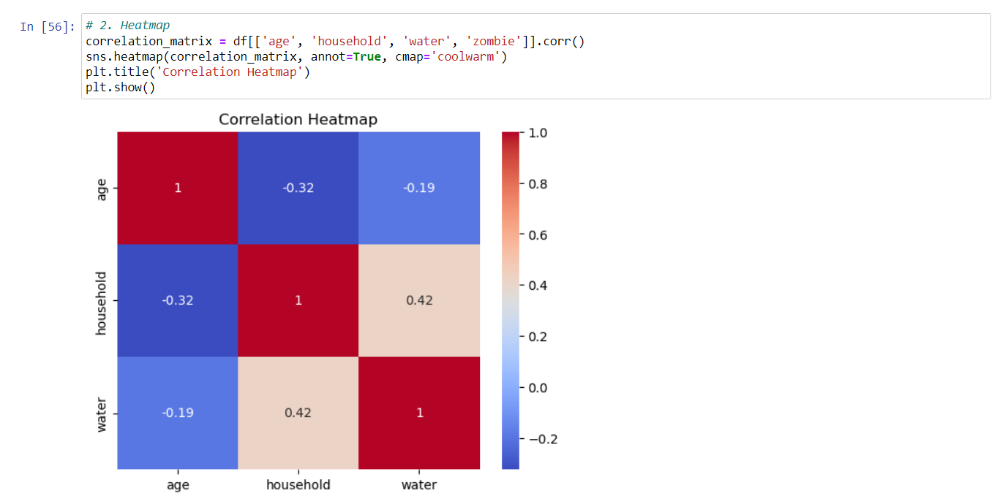 In [56]: # 2. Heatmap
correlation_matrix = df[['age', 'household', 'water', 'zombie']].corr()
sns.heatmap(correlation_matrix, annot=True, cmap='coolwarm')
plt.title('Correlation Heatmap')
plt.show()
Correlation Heatmap
age 1 -0.32 -0.19
household -0.32 1 0.42
water -0.19 0.42 1
age household water
1.0
0.8
0.6
0.4
0.2
0.0
−0.2